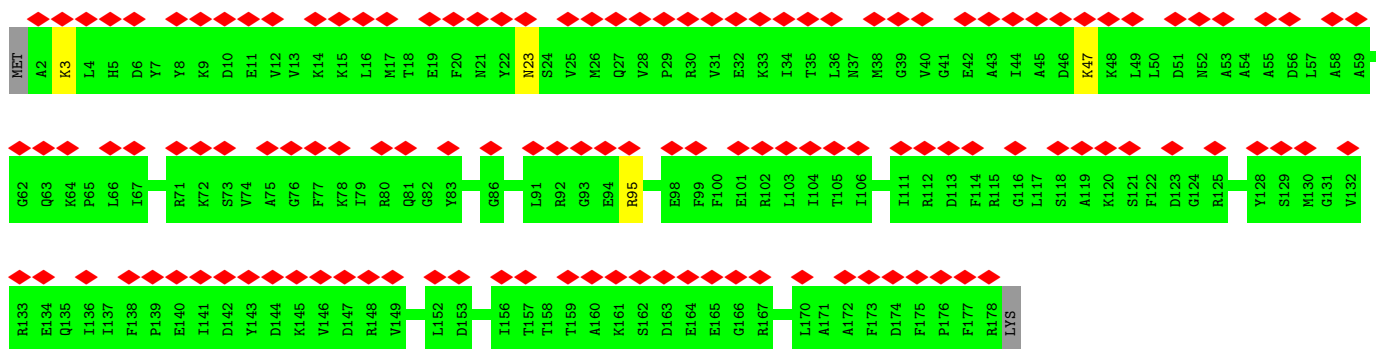 MET A2 K3 L4 H5 D6 Y7 Y8 K9 D10 E11 V12 V13 K14 K15 L16 M17 T18 E19 F20 N21 Y22 N23 S24 V25 M26 Q27 V28 P29 R30 V31 E32 K33 I34 T35 L36 N37 M38 G39 V40 G41 E42 A43 I44 A45 D46 K47 K48 L49 L50 D51 N52 A53 A54 A55 D56 L57 A58 A59
G62 Q63 K64 P65 L66 I67 R71 K72 S73 V74 A75 G76 F77 K78 I79 R80 Q81 G82 Y83 G86 L91 R92 G93 E94 R95 E98 F99 F100 E101 R102 L103 I104 T105 I106 I111 R112 D113 F114 R115 G116 L117 S118 A119 K120 S121 F122 D123 G124 R125 Y128 S129 M130 G131 V132
R133 E134 Q135 I136 I137 F138 P139 E140 I141 D142 Y143 D144 K145 V146 D147 R148 V149 L152 D153 I156 T157 T158 T159 A160 K161 S162 D163 E164 E165 G166 R167 L170 A171 A172 F173 D174 F175 P176 F177 R178 LYS